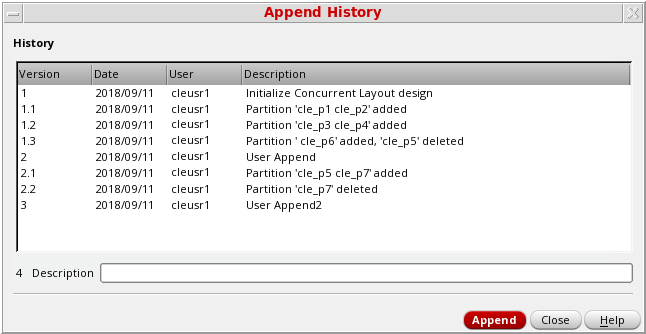 Append History
History
Version Date User Description
1 2018/09/11 cleusr1 Initialize Concurrent Layout design
1.1 2018/09/11 cleusr1 Partition 'cle_p1 cle_p2' added
1.2 2018/09/11 cleusr1 Partition 'cle_p3 cle_p4' added
1.3 2018/09/11 cleusr1 Partition ' cle_p6' added, 'cle_p5' deleted
2 2018/09/11 cleusr1 User Append
2.1 2018/09/11 cleusr1 Partition 'cle_p5 cle_p7' added
2.2 2018/09/11 cleusr1 Partition 'cle_p7' deleted
3 2018/09/11 cleusr1 User Append2
4 Description
Append Close Help